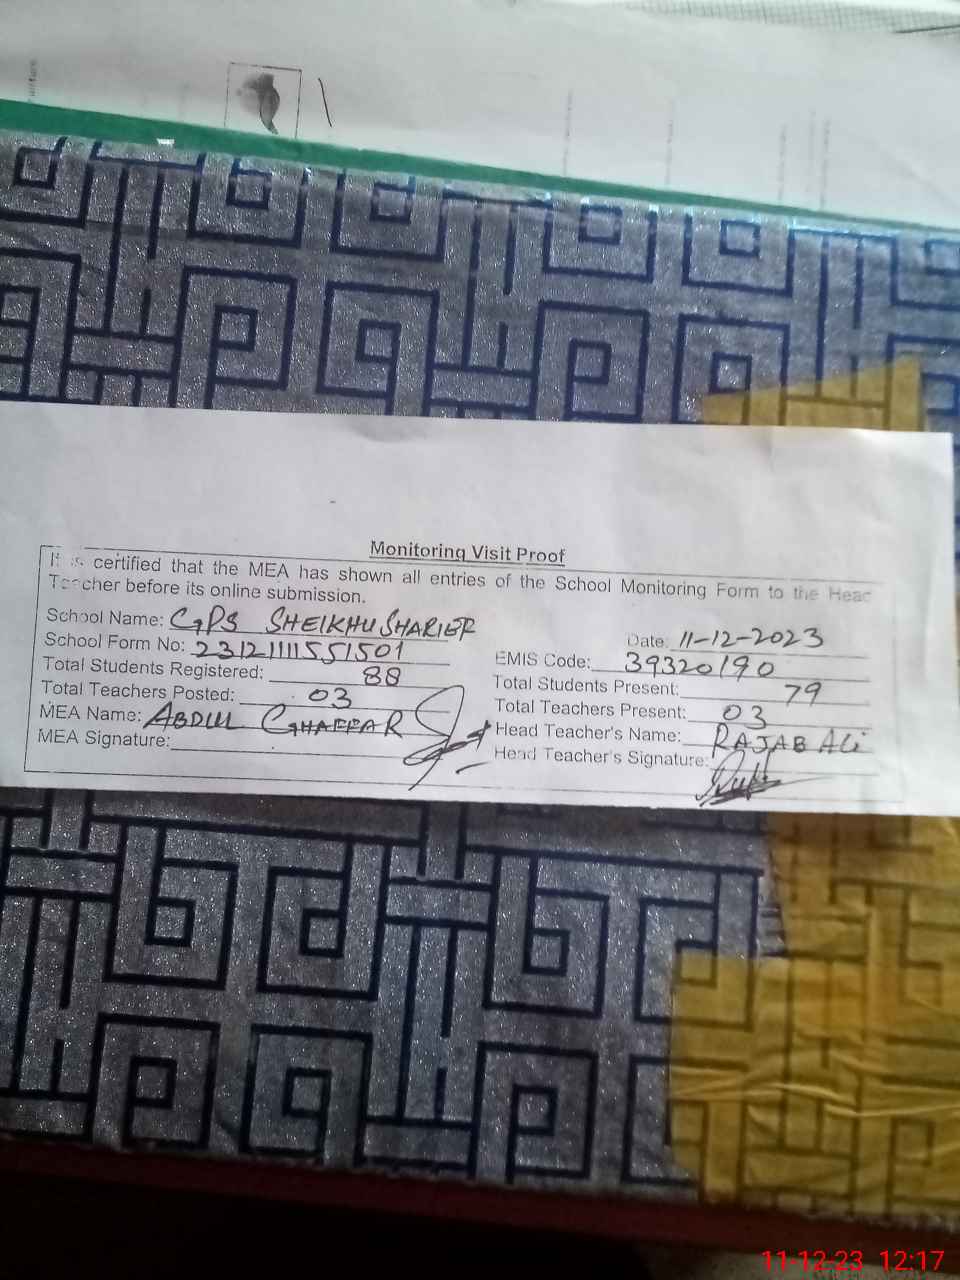 Monitoring Visit Proof
It is certified that the MEA has shown all entries of the School Monitoring Form to the Head
Teacher before its online submission.
School Name: GPS SHEIKHU SHARIEF
Date: 11-12-2023
School Form No: 2312111551501
EMIS Code: 39320190
Total Students Registered: 88
Total Students Present: 79
Total Teachers Posted: 03
Total Teachers Present: 03
MEA Name: ABDUL GHAFFAR
Head Teacher's Name: RAJAB Ali
MEA Signature:
Head Teacher's Signature:
11-12-23 12:17